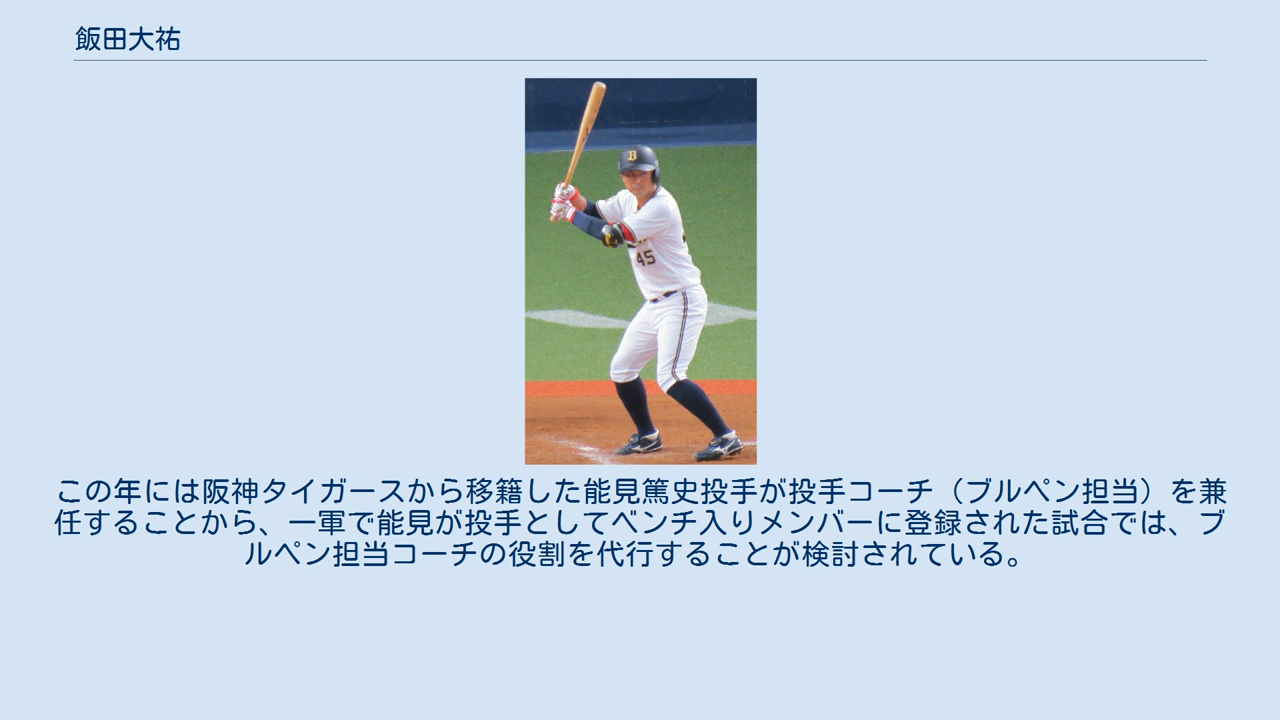 飯田大祐
B
45
この年には阪神タイガースから移籍した能見篤史投手が投手コーチ（ブルペン担当）を兼
任することから、一軍で能見が投手としてベンチ入りメンバーに登録された試合では、ブ
ルペン担当コーチの役割を代行することが検討されている。